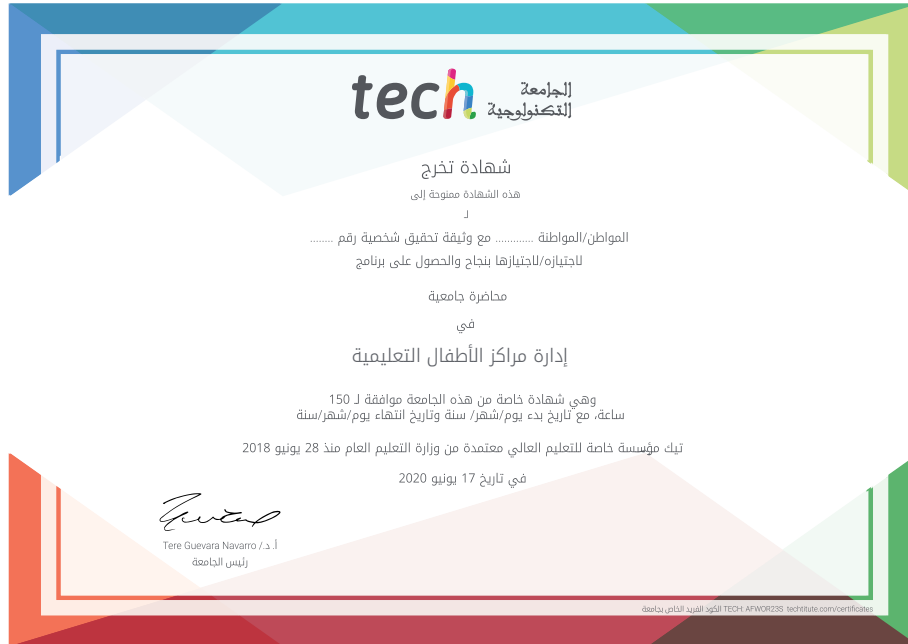 tech الجامعة
التكنولوجية
شهادة تخرج
هذه الشهادة ممنوحة إلى
لـ
المواطن/المواطنة ............. مع وثيقة تحقيق شخصية رقم ........
لاجتيازه/لاجتيازها بنجاح والحصول على برنامج
محاضرة جامعية
في
إدارة مراكز الأطفال التعليمية
وهي شهادة خاصة من هذه الجامعة موافقة لـ 150
ساعة، مع تاريخ بدء يوم/شهر/ سنة وتاريخ انتهاء يوم/شهر/سنة
تيك مؤسسة خاصة للتعليم العالي معتمدة من وزارة التعليم العام منذ 28 يونيو 2018
في تاريخ 17 يونيو 2020
أ. د./ Tere Guevara Navarro
رئيس الجامعة
الكود الفريد الخاص بجامعة TECH: AFWOR23S techtitute.com/certificates